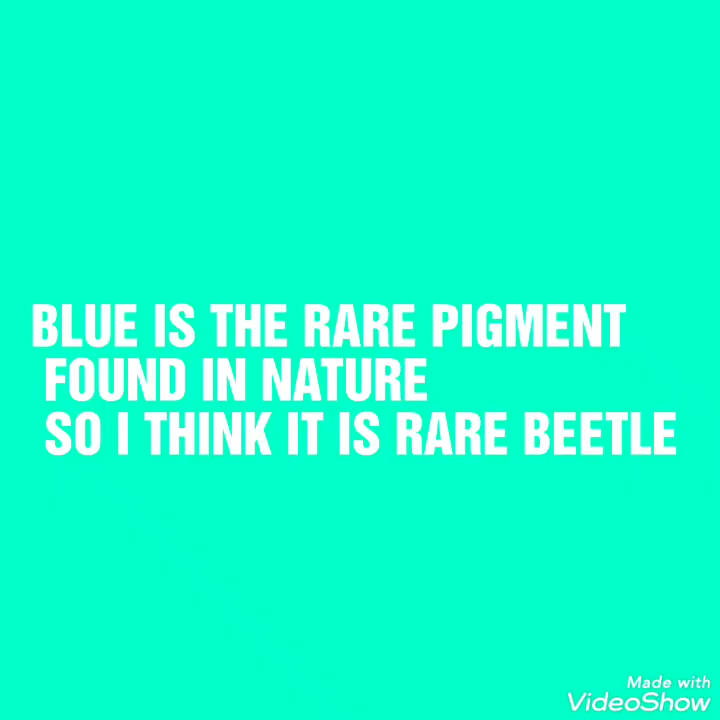 BLUE IS THE RARE PIGMENT
FOUND IN NATURE
SO I THINK IT IS RARE BEETLE
Made with
VideoShow